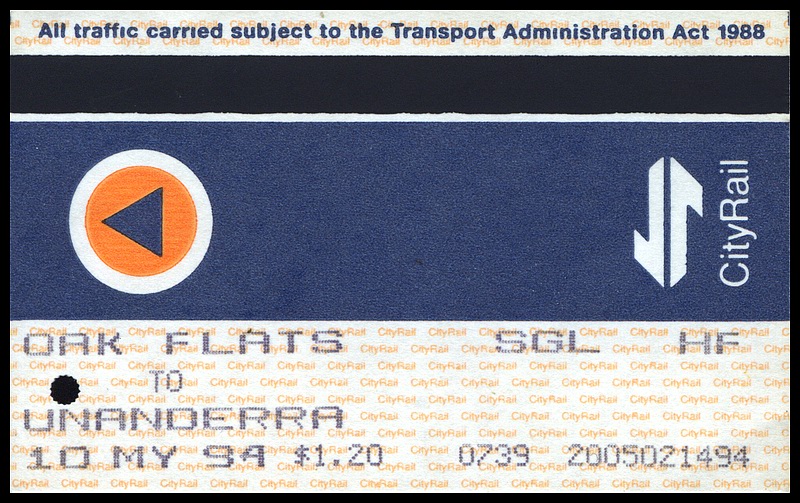 All traffic carried subject to the Transport Administration Act 1988
CityRail
OAK FLATS SGL HF
TO
UNANDERRA
10 MY 94 $1.20 0739 2005021494